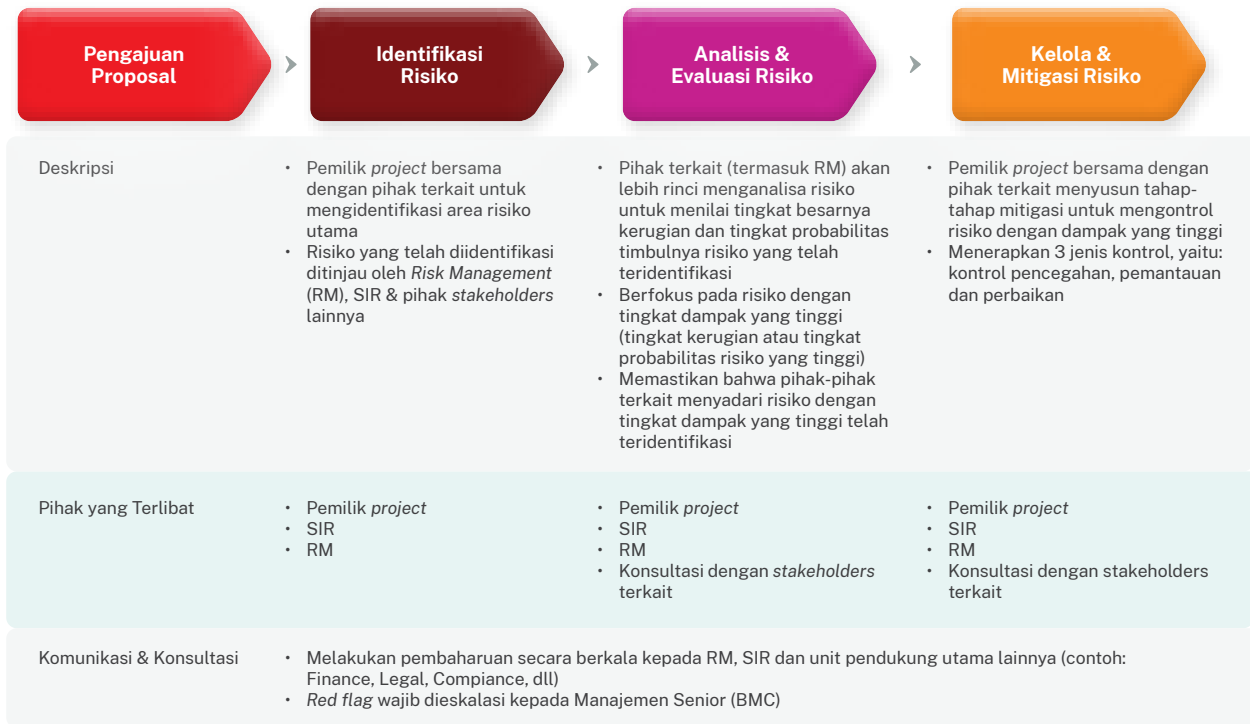 Pengajuan
Proposal
Identifikasi
Risiko
Analisis &
Evaluasi Risiko
Kelola &
Mitigasi Risiko
Deskripsi
• Pemilik project bersama
dengan pihak terkait untuk
mengidentifikasi area risiko
utama
• Risiko yang telah diidentifikasi
ditinjau oleh Risk Management
(RM), SIR & pihak stakeholders
lainnya
• Pihak terkait (termasuk RM) akan
lebih rinci menganalisa risiko
untuk menilai tingkat besarnya
kerugian dan tingkat probabilitas
timbulnya risiko yang telah
teridentifikasi
• Berfokus pada risiko dengan
tingkat dampak yang tinggi
(tingkat kerugian atau tingkat
probabilitas risiko yang tinggi)
• Memastikan bahwa pihak-pihak
terkait menyadari risiko dengan
tingkat dampak yang tinggi telah
teridentifikasi
• Pemilik project bersama dengan
pihak terkait menyusun tahap-
tahap mitigasi untuk mengontrol
risiko dengan dampak yang tinggi
• Menerapkan 3 jenis kontrol, yaitu:
kontrol pencegahan, pemantauan
dan perbaikan
Pihak yang Terlibat
• Pemilik project
• SIR
• RM
• Pemilik project
• SIR
• RM
• Konsultasi dengan stakeholders
terkait
• Pemilik project
• SIR
• RM
• Konsultasi dengan stakeholders
terkait
Komunikasi & Konsultasi
• Melakukan pembaharuan secara berkala kepada RM, SIR dan unit pendukung utama lainnya (contoh:
Finance, Legal, Compiance, dll)
• Red flag wajib dieskalasi kepada Manajemen Senior (BMC)